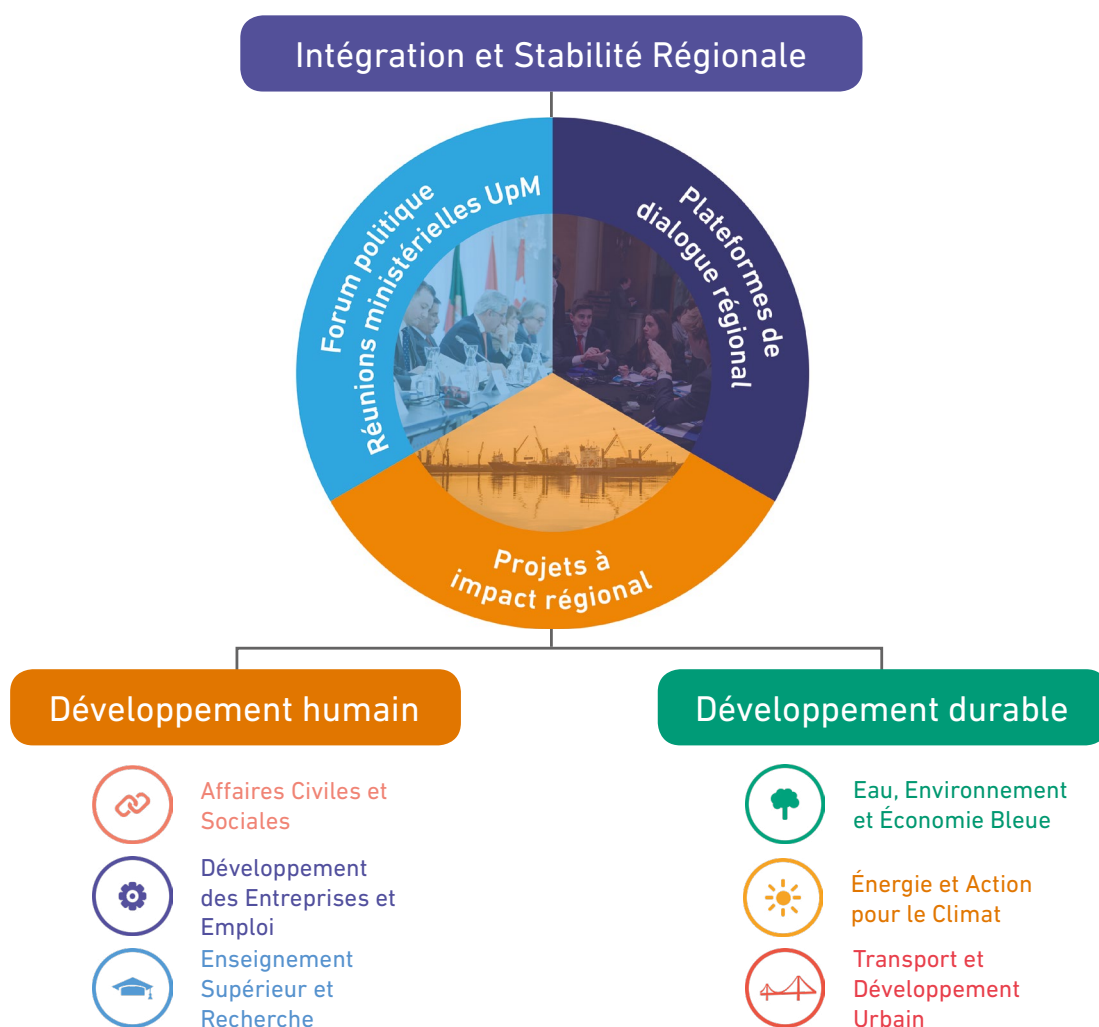 Intégration et Stabilité Régionale
Forum politique
Réunions ministérielles UpM
Plateformes de
dialogue régional
Projets à
impact régional
Développement humain
Affaires Civiles et
Sociales
Développement
des Entreprises et
Emploi
Enseignement
Supérieur et
Recherche
Développement durable
Eau, Environnement
et Économie Bleue
Énergie et Action
pour le Climat
Transport et
Développement
Urbain